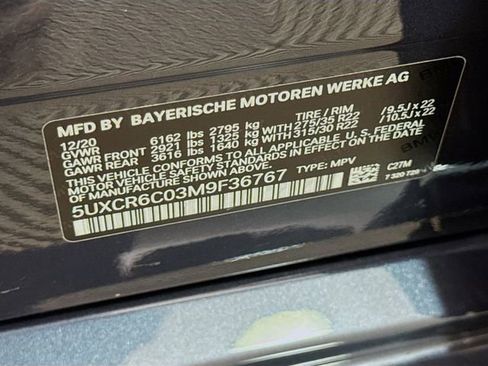 MFD BY BAYERISCHE MOTOREN WERKE AG
12/20 TIRE / RIM
GVWR 6162 lbs 2795 kg
GAWR FRONT 2921 lbs 1325 kg WITH 275/35 R22 / 9.5J x 22
GAWR REAR 3616 lbs 1640 kg WITH 315/30 R22 / 10.5J x 22
THIS VEHICLE CONFORMS TO ALL APPLICABLE U.S. FEDERAL
MOTOR VEHICLE SAFETY STANDARDS IN EFFECT ON THE DATE OF
MANUFACTURE SHOWN ABOVE.
5UXCR6C03M9F36767 TYPE: MPV
C27M
7 320 726